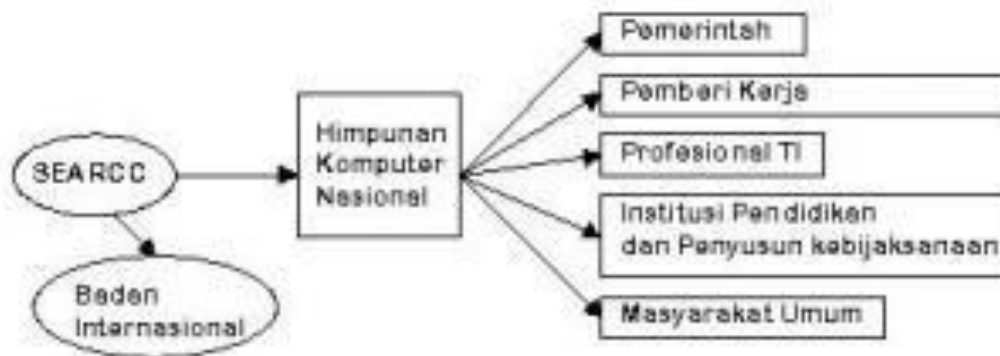 SEARCC
Badan
Internasional
Himpunan
Komputer
Nasional
Pemerintah
Pemberi Kerja
Profesional TI
Institusi Pendidikan
dan Penyusun kebijaksanaan
Masyarakat Umum